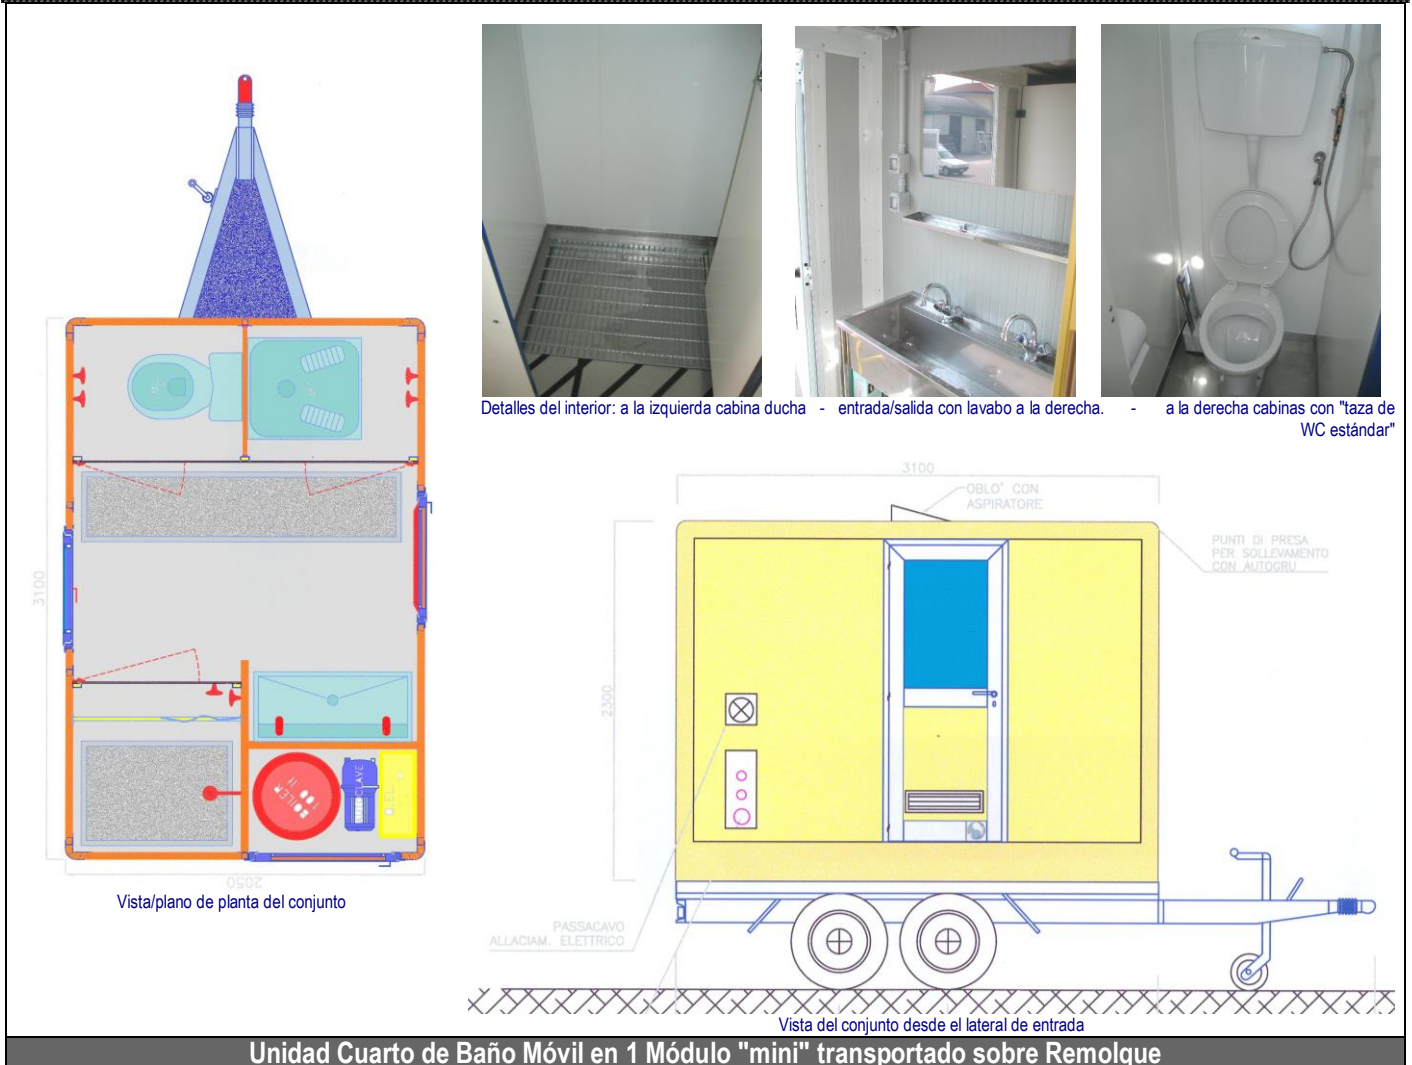 Detalles del interior: a la izquierda cabina ducha - entrada/salida con lavabo a la derecha. - a la derecha cabinas con "taza de
WC estándar"
3100
OBLO' CON
ASPIRATORE
PUNTI DI PRESA
PER SOLLEVAMENTO
CON AUTOGRU
3100
2300
BOILER
100 lt
CLAVE
2050
Vista/plano de planta del conjunto
PASSACAVO
ALLACIAM. ELETTRICO
Vista del conjunto desde el lateral de entrada
Unidad Cuarto de Baño Móvil en 1 Módulo "mini" transportado sobre Remolque